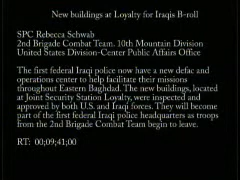 New buildings at Loyalty for Iraqis B-roll
SPC Rebecca Schwab
2nd Brigade Combat Team. 10th Mountain Division
United States Division-Center Public Affairs Office
The first federal Iraqi police now have a new defac and
operations center to help facilitate their missions
throughout Eastern Baghdad. The new buildings, located
at Joint Security Station Loyalty, were inspected and
approved by both U.S. and Iraqi forces. They will become
part of the first federal Iraqi police headquarters as troops
from the 2nd Brigade Combat Team begin to leave.
RT: 00;09;41;00